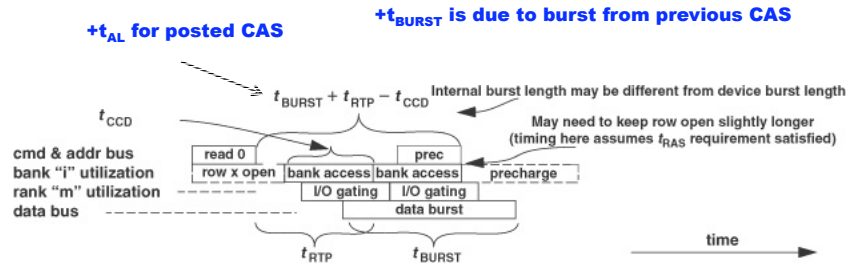 +tAL for posted CAS
+tBURST is due to burst from previous CAS
tBURST + tRTP − tCCD
Internal burst length may be different from device burst length
tCCD
May need to keep row open slightly longer
(timing here assumes tRAS requirement satisfied)
cmd & addr bus
read 0
prec
bank "i" utilization
row x open
bank access
bank access
precharge
rank "m" utilization
I/O gating
I/O gating
data bus
data burst
tRTP
tBURST
time